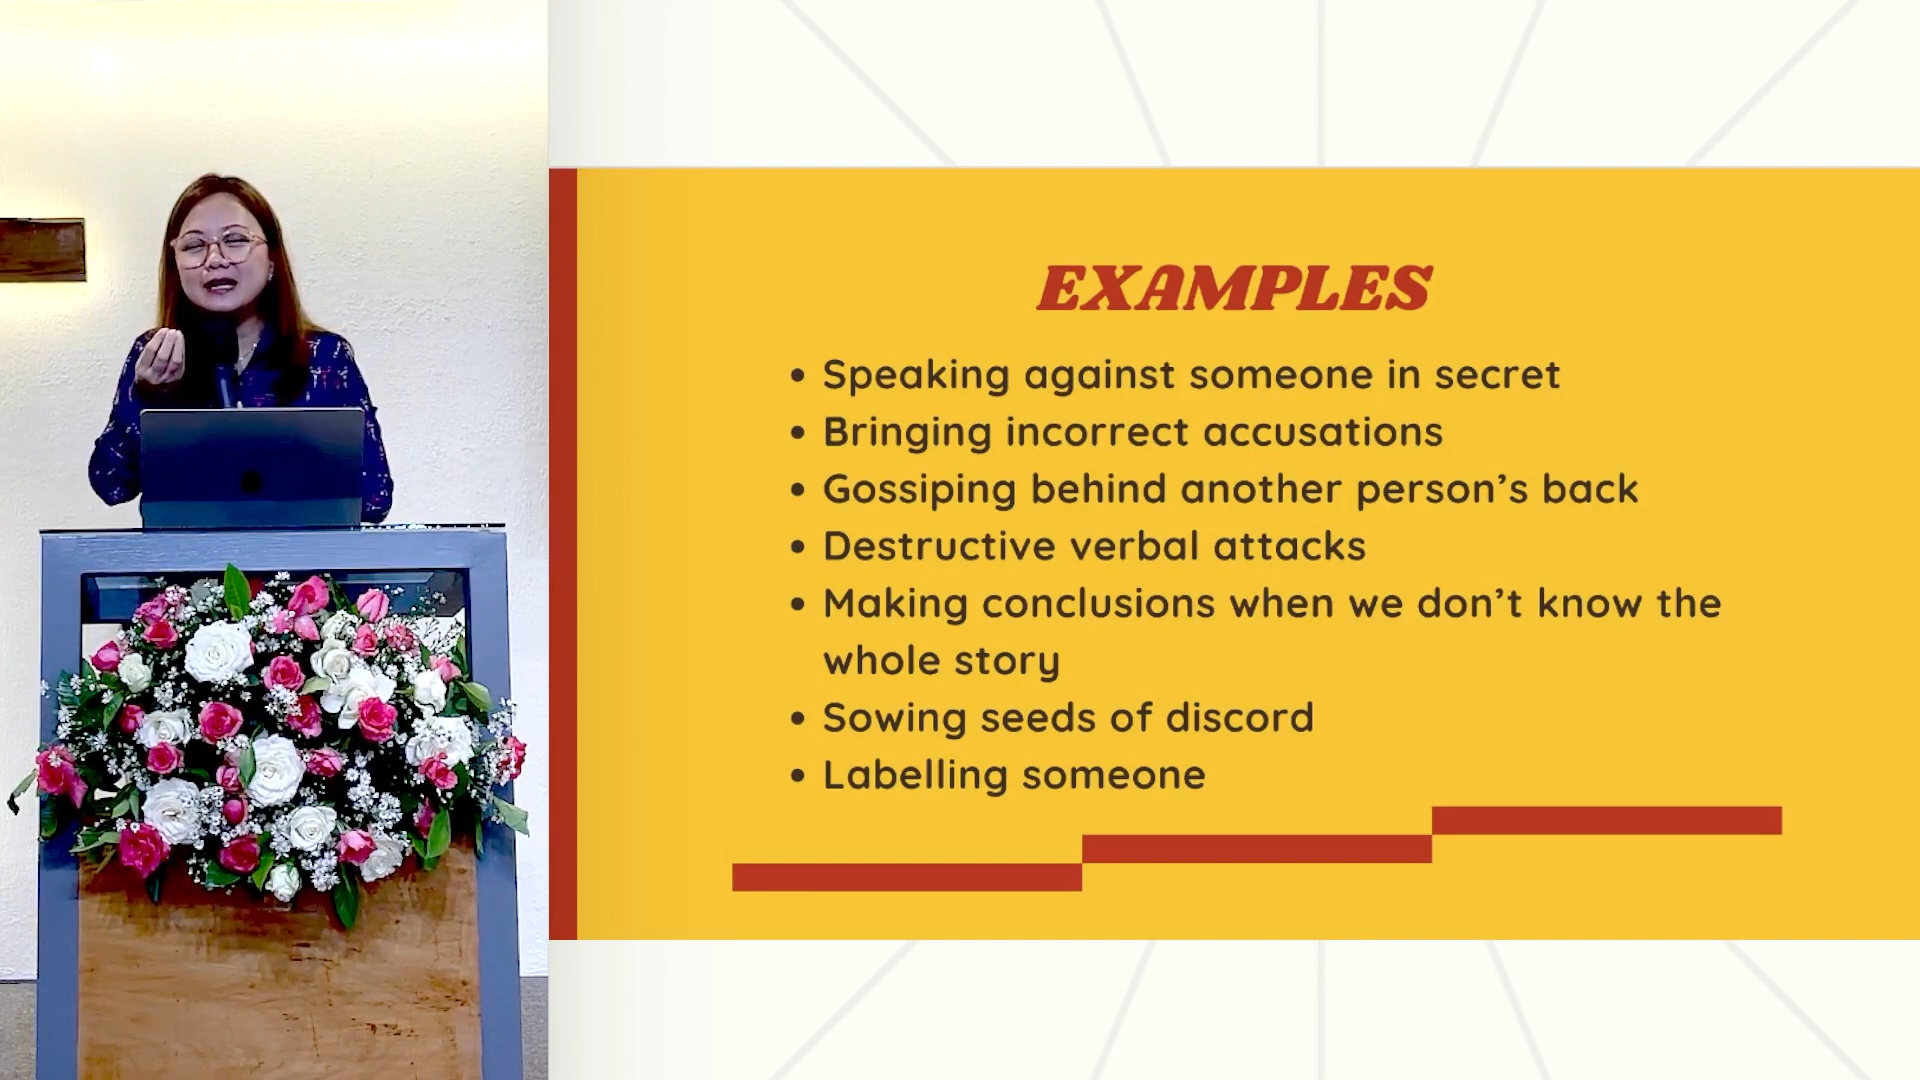 EXAMPLES
• Speaking against someone in secret
• Bringing incorrect accusations
• Gossiping behind another person’s back
• Destructive verbal attacks
• Making conclusions when we don’t know the
whole story
• Sowing seeds of discord
• Labelling someone